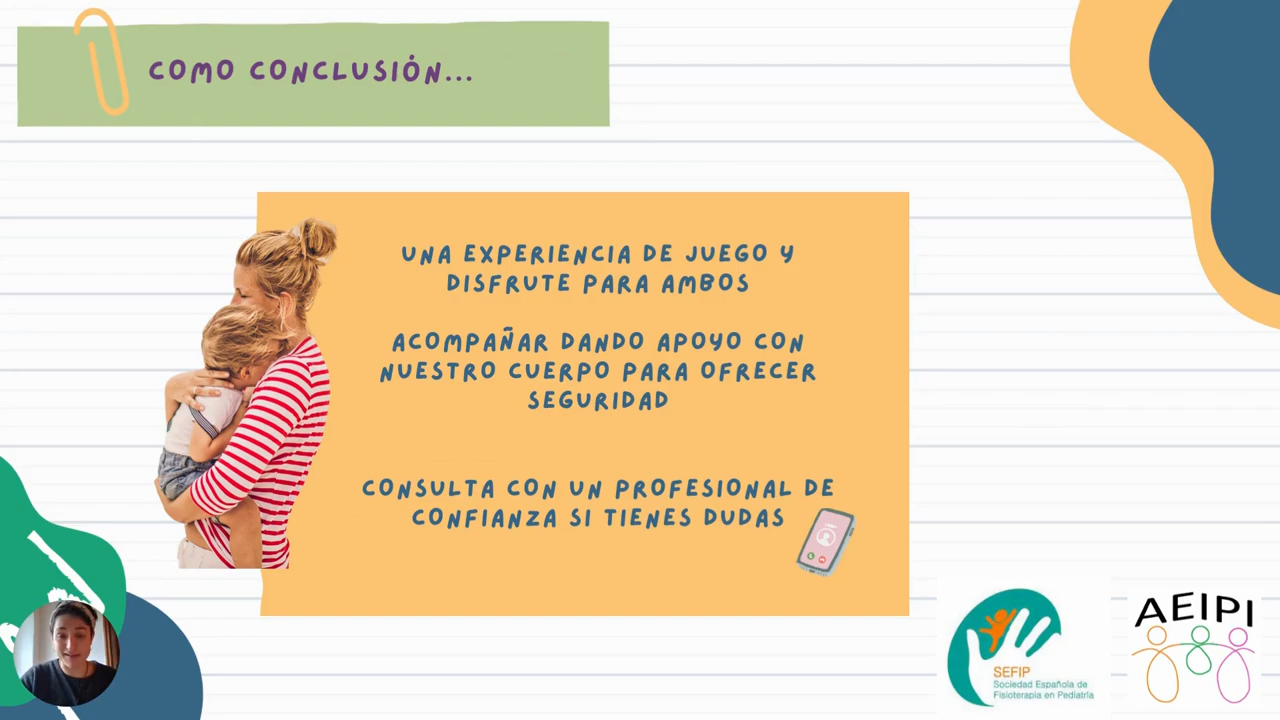 COMO CONCLUSIÓN...
UNA EXPERIENCIA DE JUEGO Y
DISFRUTE PARA AMBOS
ACOMPAÑAR DANDO APOYO CON
NUESTRO CUERPO PARA OFRECER
SEGURIDAD
CONSULTA CON UN PROFESIONAL DE
CONFIANZA SI TIENES DUDAS
SEFIP
Sociedad Española de
Fisioterapia en Pediatría
AEIPI